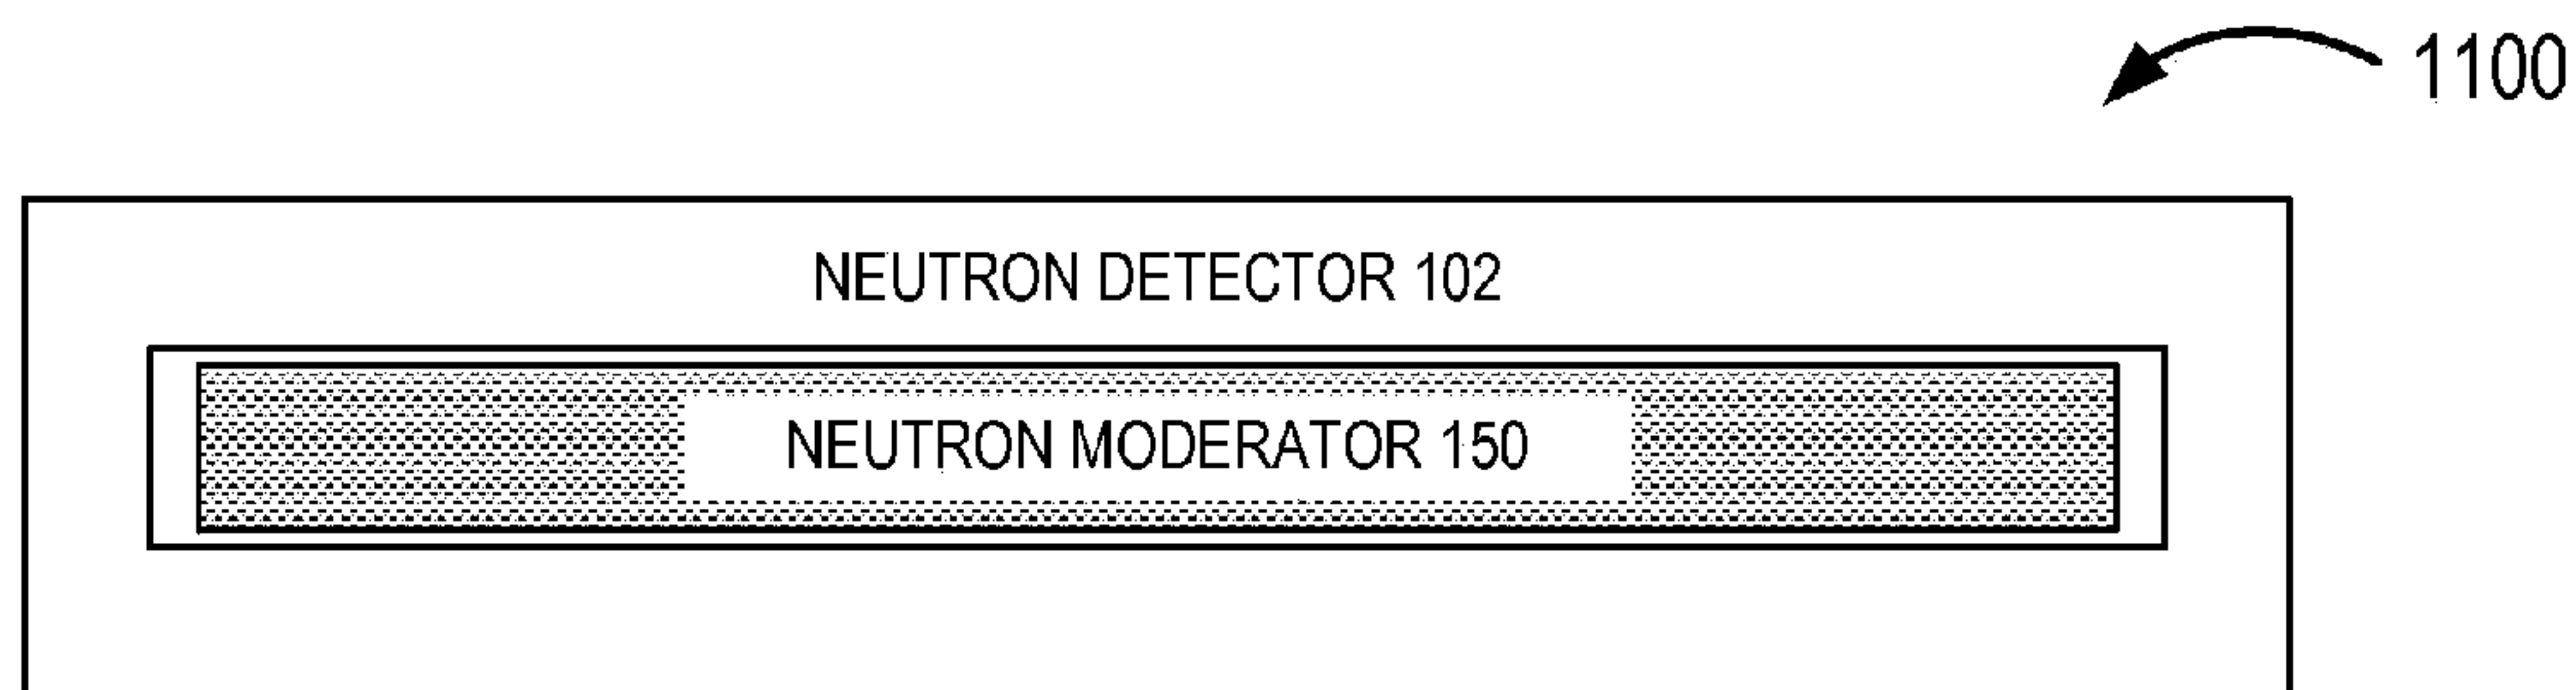 1100
NEUTRON DETECTOR 102
NEUTRON MODERATOR 150